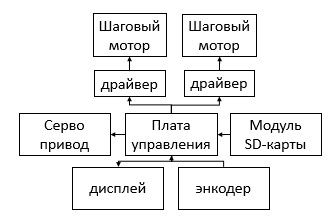 Шаговый
мотор
Шаговый
мотор
драйвер
драйвер
Серво
привод
Плата
управления
Модуль
SD-карты
дисплей
энкодер